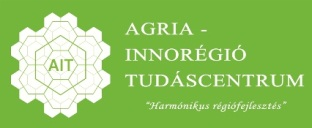 AIT
AGRIA -
INNORÉGIÓ
TUDÁSCENTRUM
"Harmónikus régiófejlesztés"